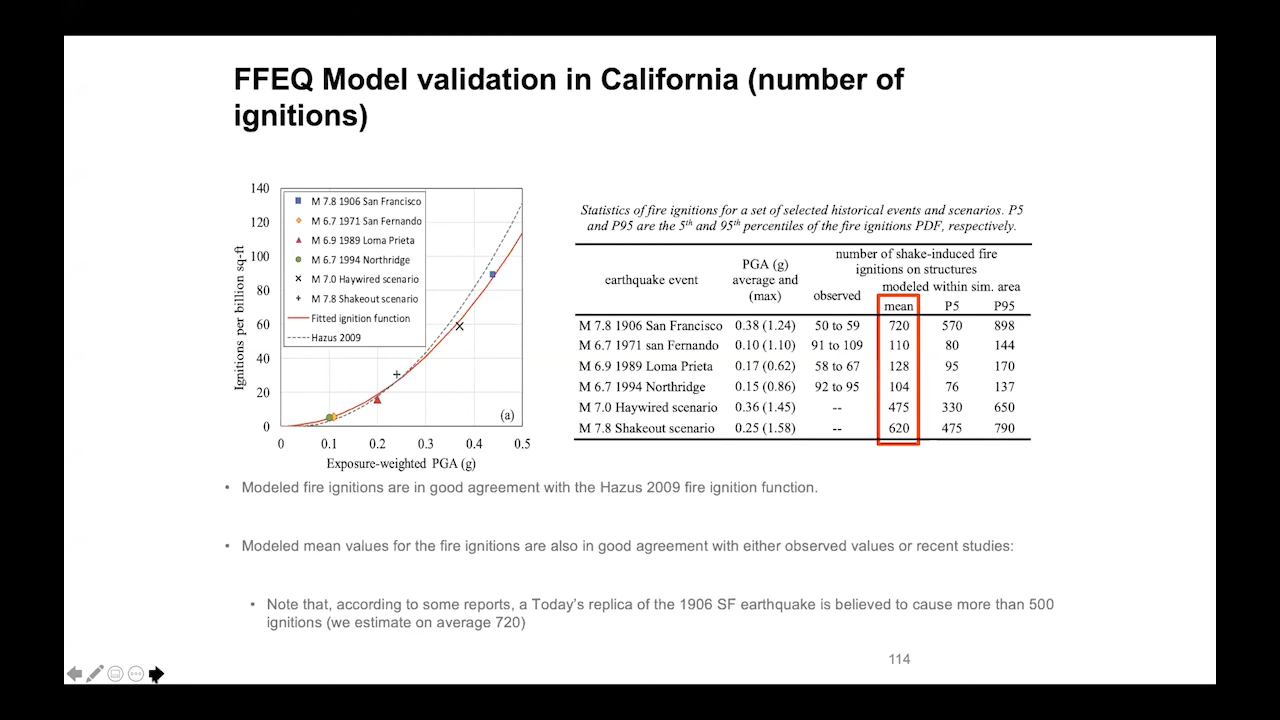 FFEQ Model validation in California (number of
ignitions)
140
120
100
80
60
40
20
0
Ignitions per billion sq-ft
M 7.8 1906 San Francisco
M 6.7 1971 San Fernando
M 6.9 1989 Loma Prieta
M 6.7 1994 Northridge
M 7.0 Haywired scenario
M 7.8 Shakeout scenario
Fitted ignition function
Hazus 2009
(a)
0 0.1 0.2 0.3 0.4 0.5
Exposure-weighted PGA (g)
Statistics of fire ignitions for a set of selected historical events and scenarios. P5
and P95 are the 5th and 95th percentiles of the fire ignitions PDF, respectively.
earthquake event
PGA (g)
average and
(max)
number of shake-induced fire
ignitions on structures
observed
modeled within sim. area
mean P5 P95
M 7.8 1906 San Francisco 0.38 (1.24) 50 to 59 720 570 898
M 6.7 1971 san Fernando 0.10 (1.10) 91 to 109 110 80 144
M 6.9 1989 Loma Prieta 0.17 (0.62) 58 to 67 128 95 170
M 6.7 1994 Northridge 0.15 (0.86) 92 to 95 104 76 137
M 7.0 Haywired scenario 0.36 (1.45) -- 475 330 650
M 7.8 Shakeout scenario 0.25 (1.58) -- 620 475 790
• Modeled fire ignitions are in good agreement with the Hazus 2009 fire ignition function.
• Modeled mean values for the fire ignitions are also in good agreement with either observed values or recent studies:
• Note that, according to some reports, a Today's replica of the 1906 SF earthquake is believed to cause more than 500
ignitions (we estimate on average 720)
114